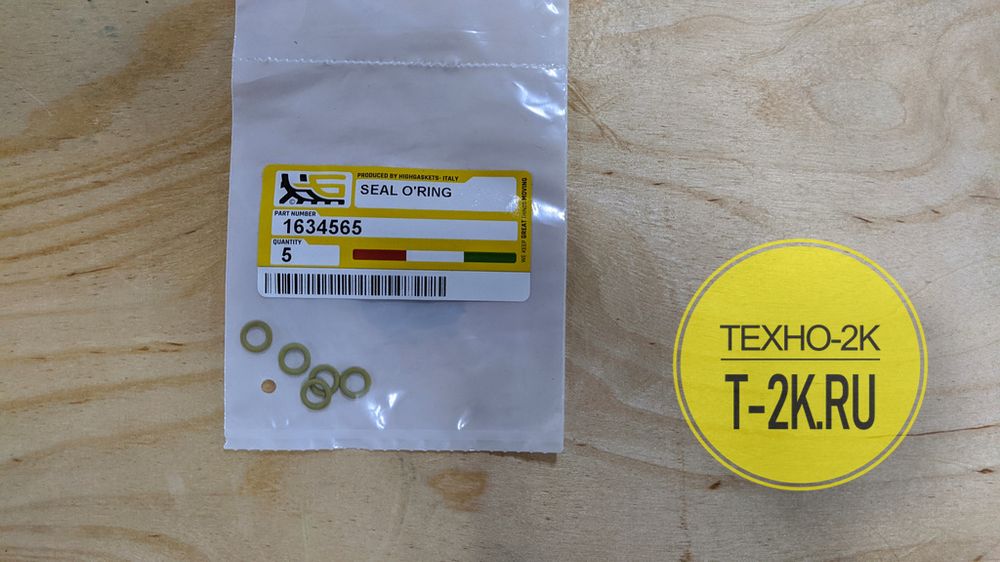 PRODUCED BY HIGHGASKETS- ITALY
SEAL O'RING
PART NUMBER
1634565
QUANTITY
5
WE KEEP GREAT THINGS MOVING
ТЕХНО-2К
T-2K.RU